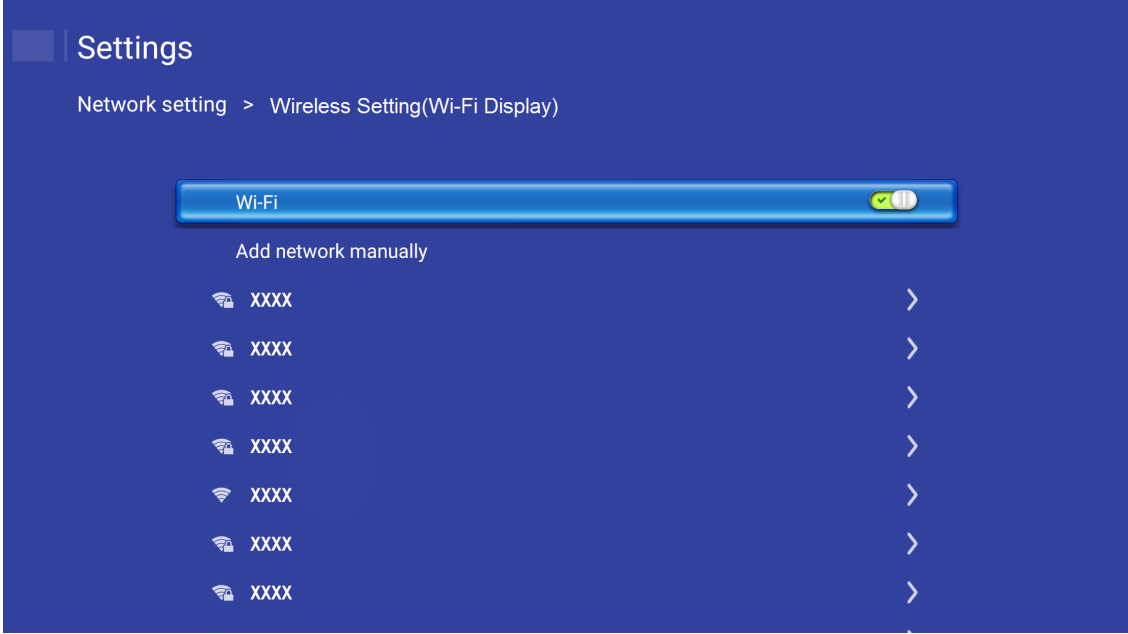 Settings
Network setting > Wireless Setting(Wi-Fi Display)
Wi-Fi
Add network manually
XXXX
XXXX
XXXX
XXXX
XXXX
XXXX
XXXX